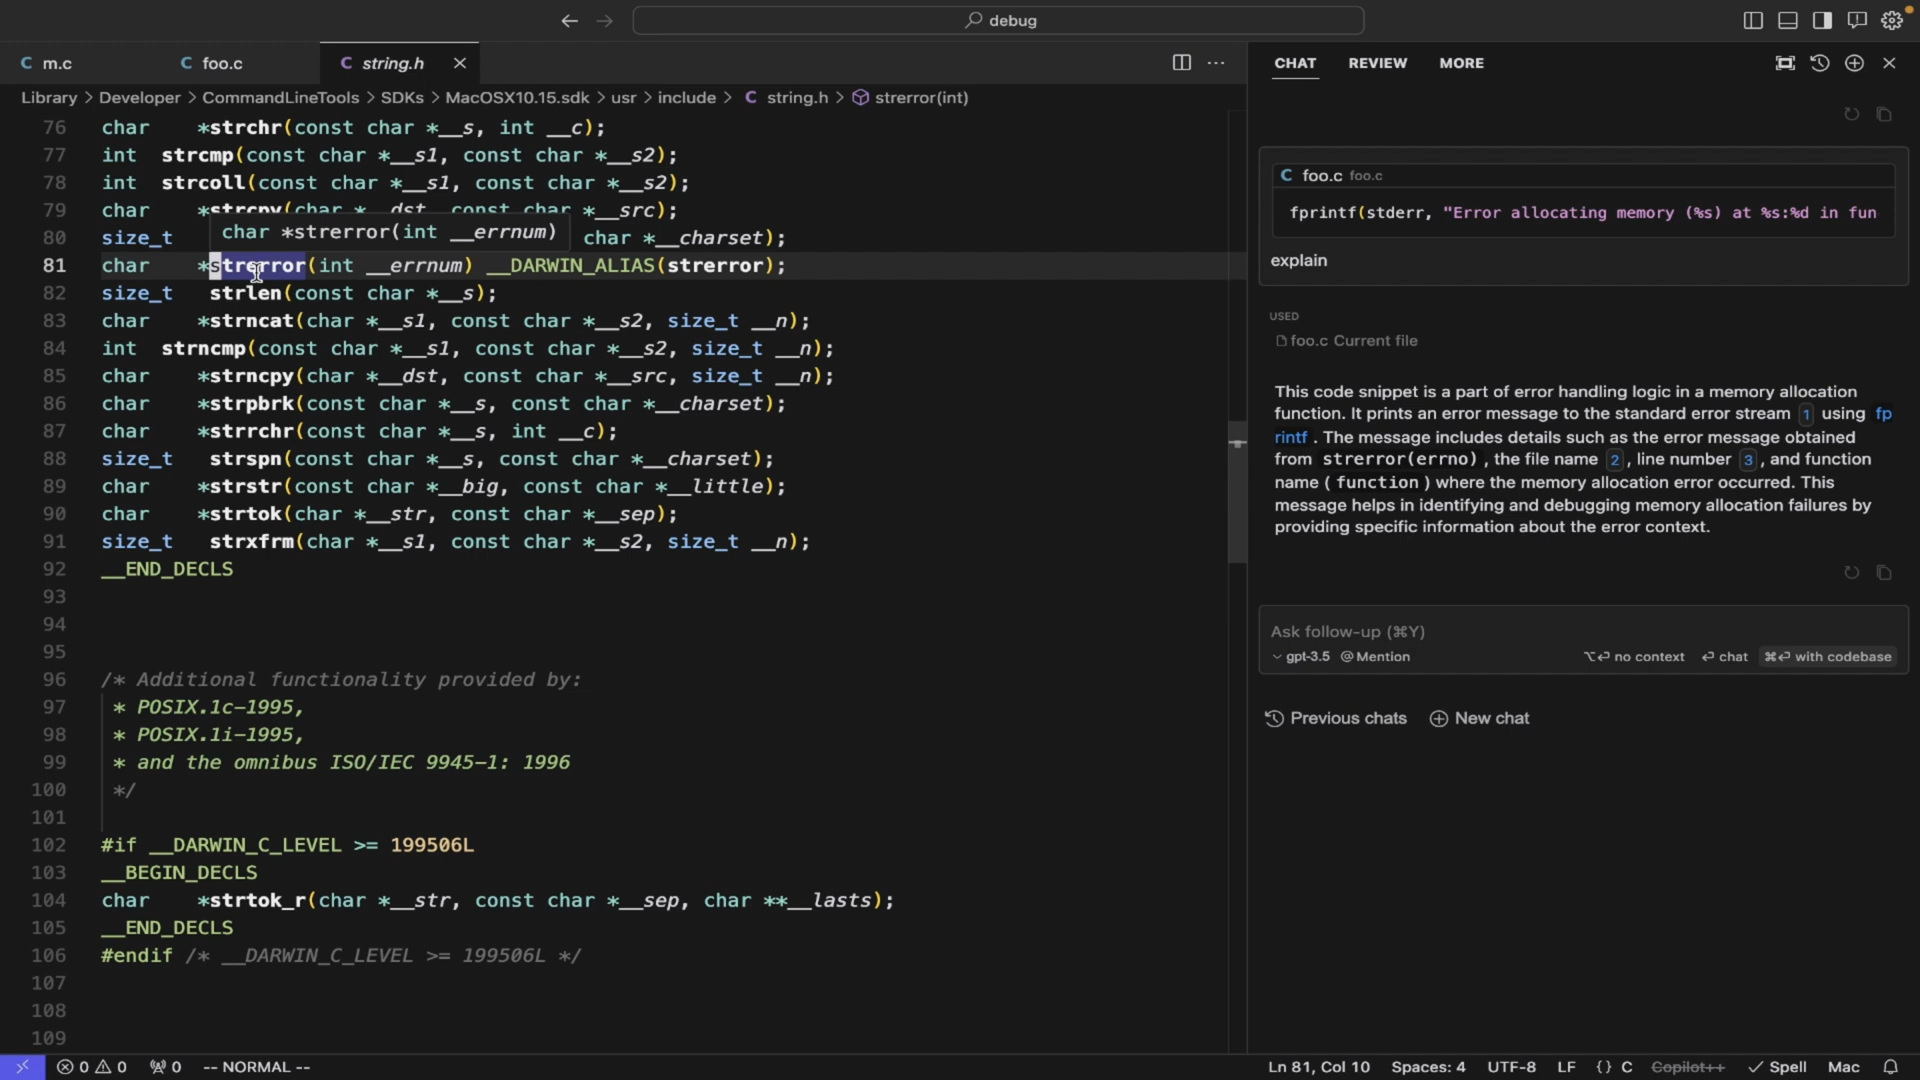 debug
m.c
foo.c
string.h
CHAT REVIEW MORE
Library > Developer > CommandLineTools > SDKs > MacOSX10.15.sdk > usr > include > C string.h > strerror(int)
76 char *strchr(const char *__s, int __c);
77 int strcmp(const char *__s1, const char *__s2);
78 int strcoll(const char *__s1, const char *__s2);
79 char *strcpy(char *__dst, const char *__src);
80 size_t char *__charset);
char *strerror(int __errnum)
81 char *strerror(int __errnum) __DARWIN_ALIAS(strerror);
82 size_t strlen(const char *__s);
83 char *strncat(char *__s1, const char *__s2, size_t __n);
84 int strncmp(const char *__s1, const char *__s2, size_t __n);
85 char *strncpy(char *__dst, const char *__src, size_t __n);
86 char *strpbrk(const char *__s, const char *__charset);
87 char *strrchr(const char *__s, int __c);
88 size_t strspn(const char *__s, const char *__charset);
89 char *strstr(const char *__big, const char *__little);
90 char *strtok(char *__str, const char *__sep);
91 size_t strxfrm(char *__s1, const char *__s2, size_t __n);
92 __END_DECLS
93
94
95
96 /* Additional functionality provided by:
97 * POSIX.1c-1995,
98 * POSIX.1i-1995,
99 * and the omnibus ISO/IEC 9945-1: 1996
100 */
101
102 #if __DARWIN_C_LEVEL >= 199506L
103 __BEGIN_DECLS
104 char *strtok_r(char *__str, const char *__sep, char **__lasts);
105 __END_DECLS
106 #endif /* __DARWIN_C_LEVEL >= 199506L */
107
108
109
C foo.c foo.c
fprintf(stderr, "Error allocating memory (%s) at %s:%d in fun
explain
USED
foo.c Current file
This code snippet is a part of error handling logic in a memory allocation
function. It prints an error message to the standard error stream 1 using fp
rintf . The message includes details such as the error message obtained
from strerror(errno) , the file name 2 , line number 3 , and function
name ( function ) where the memory allocation error occurred. This
message helps in identifying and debugging memory allocation failures by
providing specific information about the error context.
Ask follow-up (⌘Y)
gpt-3.5 @ Mention ⌥⏎ no context ⏎ chat ⌘⏎ with codebase
Previous chats New chat
0 0 0 -- NORMAL -- Ln 81, Col 10 Spaces: 4 UTF-8 LF {} C Copilot++ Spell Mac